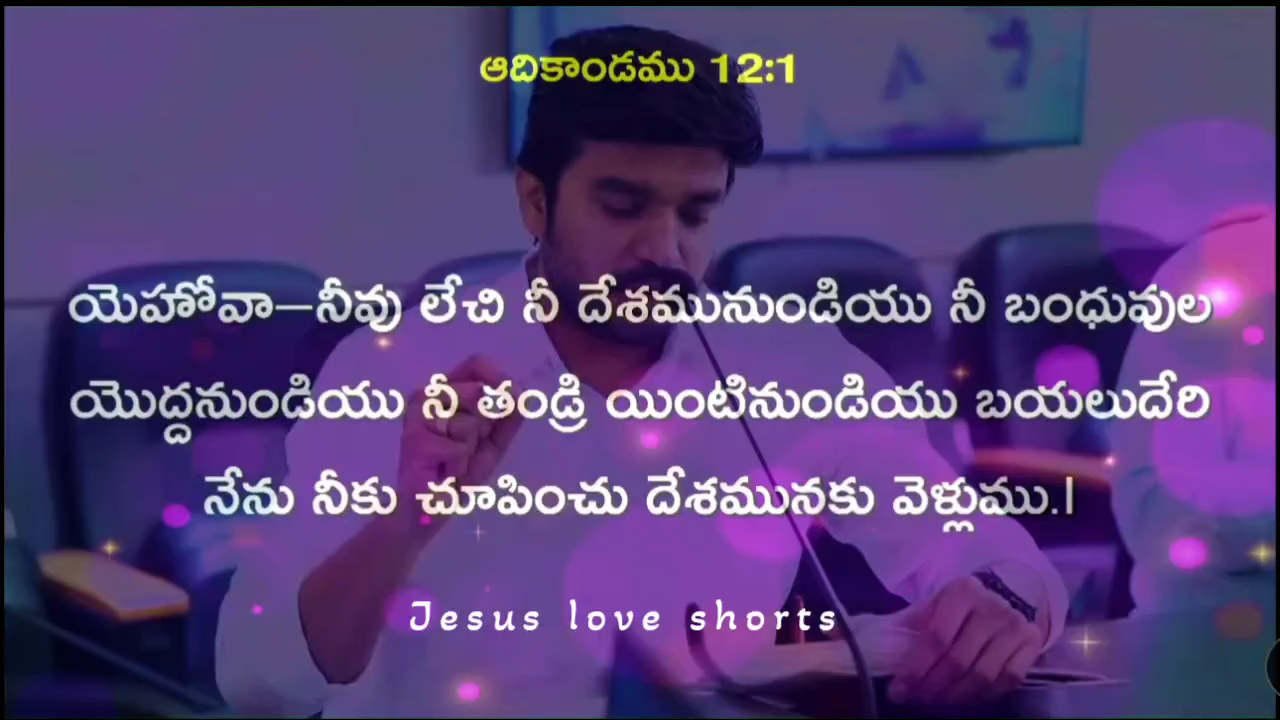 ఆదికాండము 12:1
యెహోవా—నీవు లేచి నీ దేశమునుండియు నీ బంధువుల
యొద్దనుండియు నీ తండ్రి యింటినుండియు బయలుదేరి
నేను నీకు చూపించు దేశమునకు వెళ్లుము.|
Jesus love shorts